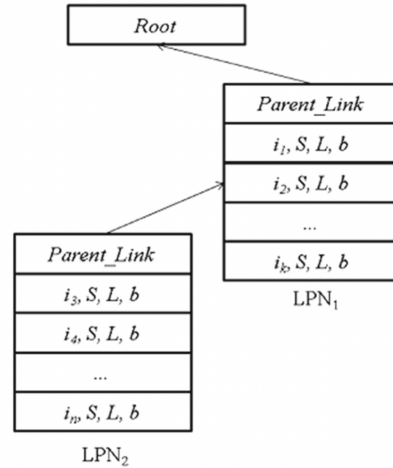 Root
Parent_Link
i₁, S, L, b
i₂, S, L, b
...
iₖ, S, L, b
LPN₁
Parent_Link
i₃, S, L, b
i₄, S, L, b
...
iₙ, S, L, b
LPN₂